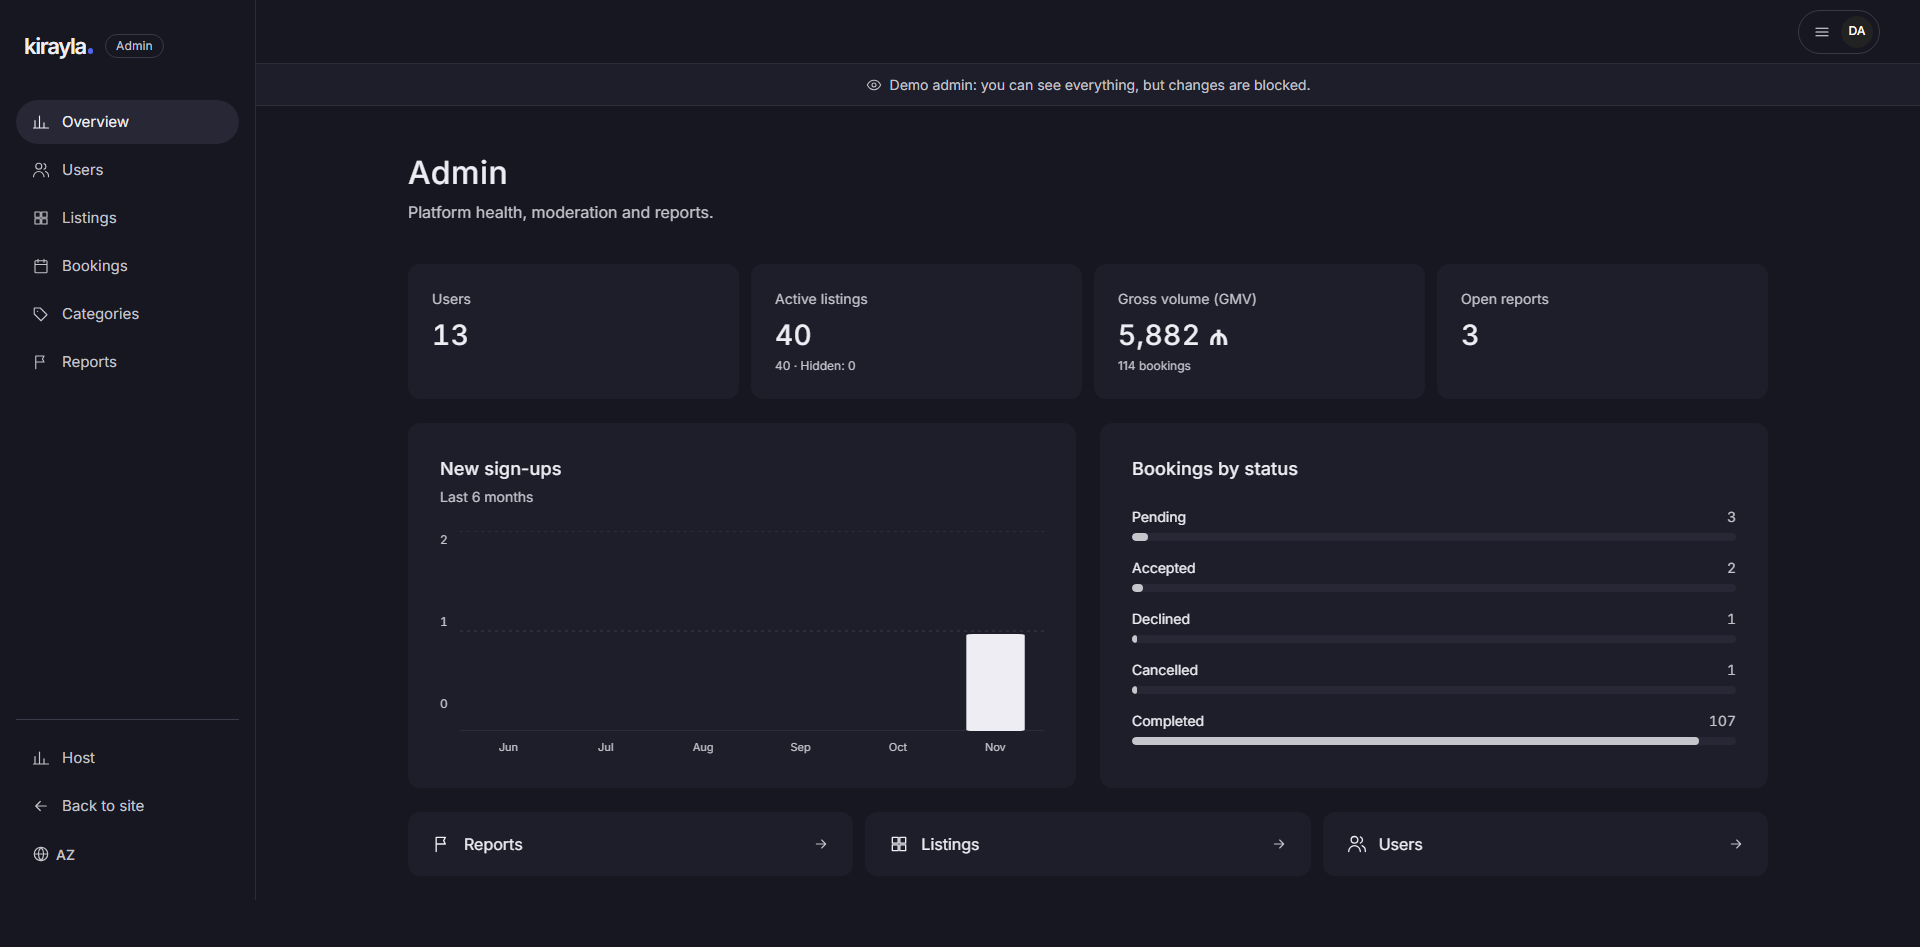 kirayla.
Admin
DA
Demo admin: you can see everything, but changes are blocked.
Overview
Users
Listings
Bookings
Categories
Reports
Admin
Platform health, moderation and reports.
Users
13
Active listings
40
40 · Hidden: 0
Gross volume (GMV)
5,882 ₼
114 bookings
Open reports
3
New sign-ups
Last 6 months
2
1
0
Jun Jul Aug Sep Oct Nov
Bookings by status
Pending 3
Accepted 2
Declined 1
Cancelled 1
Completed 107
Host
Back to site
AZ
Reports
Listings
Users